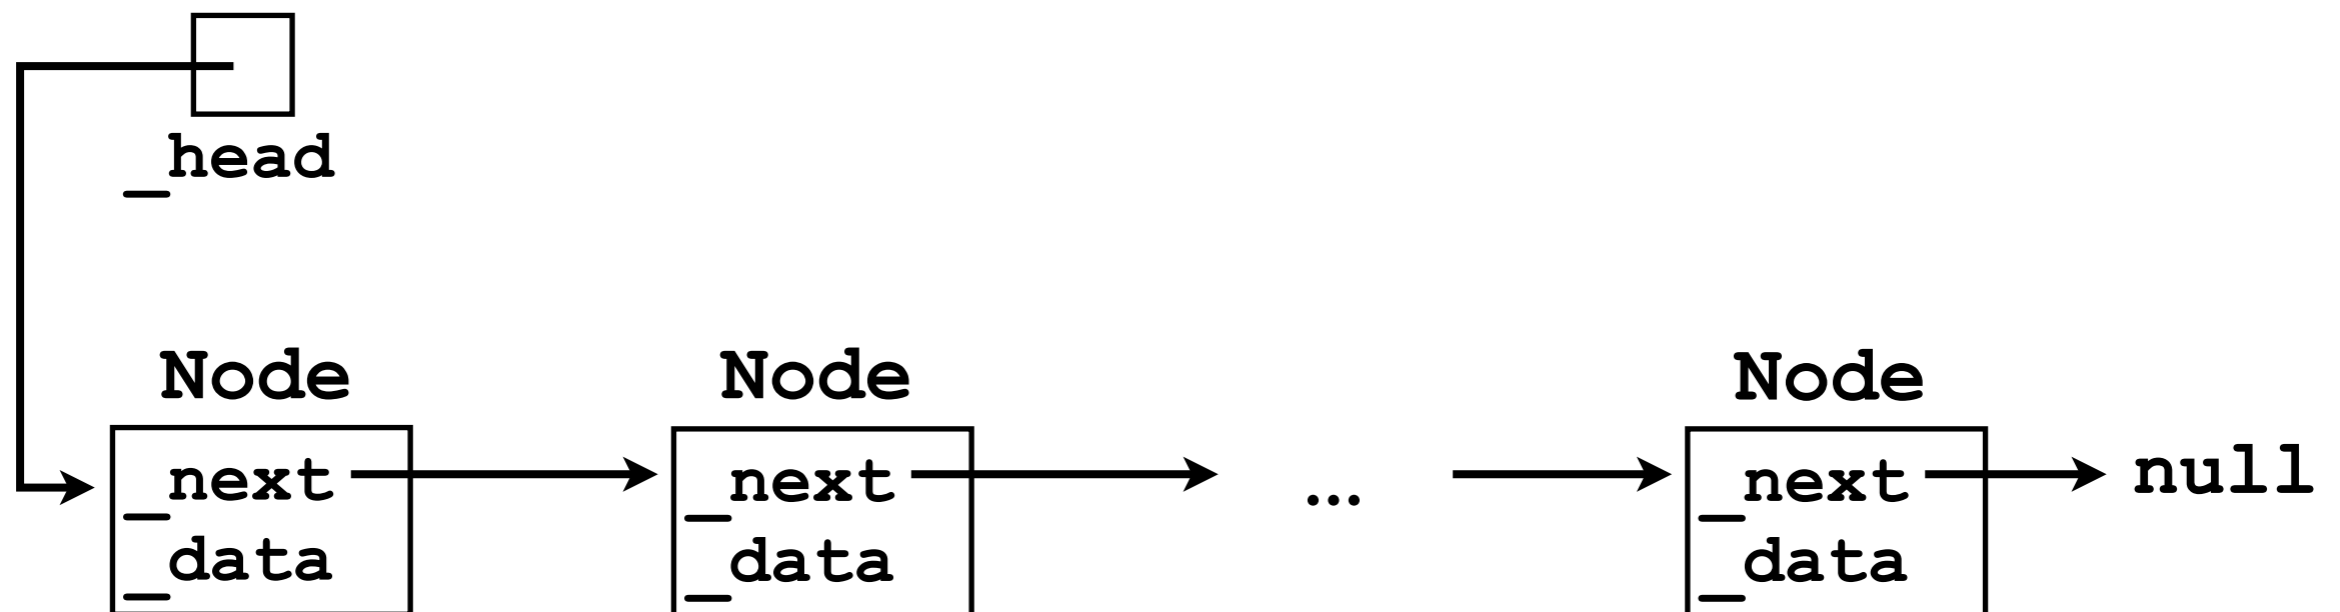 _head
Node Node Node
_next _next ... _next null
_data _data _data